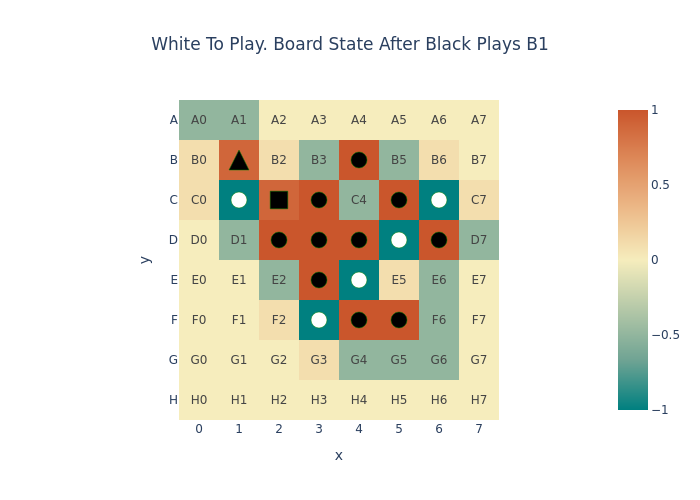 White To Play. Board State After Black Plays B1
A A0 A1 A2 A3 A4 A5 A6 A7
B B0 B2 B3 B5 B6 B7
C C0 C4 C7
D D0 D1 D7
E E0 E1 E2 E5 E6 E7
F F0 F1 F2 F6 F7
G G0 G1 G2 G3 G4 G5 G6 G7
H H0 H1 H2 H3 H4 H5 H6 H7
0 1 2 3 4 5 6 7
x
y
1
0.5
0
−0.5
−1